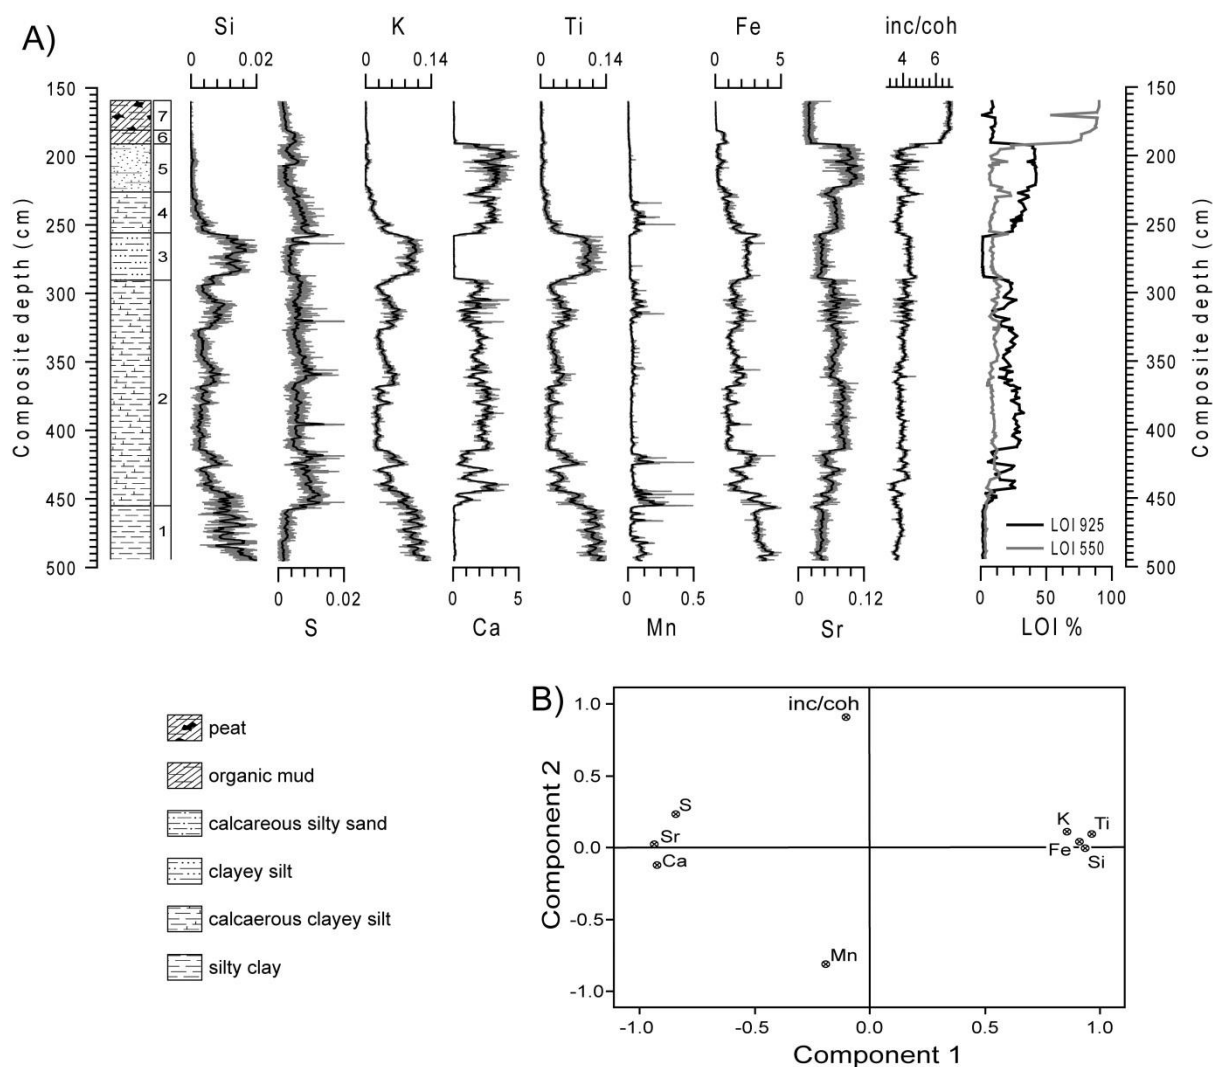 A)
Si K Ti Fe inc/coh
0 0.02 0 0.14 0 0.14 0 5 4 6
150 150
200 200
250 250
300 300
350 350
400 400
450 450
500 500
Composite depth (cm)
Composite depth (cm)
7
6
5
4
3
2
1
LOI 925
LOI 550
0 0.02 0 5 0 0.5 0 0.12 0 50 100
S Ca Mn Sr LOI %
peat
organic mud
calcareous silty sand
clayey silt
calcaerous clayey silt
silty clay
B)
1.0
0.5
0.0
-0.5
-1.0
Component 2
inc/coh
S
Sr
Ca
K
Ti
Fe
Si
Mn
-1.0 -0.5 0.0 0.5 1.0
Component 1